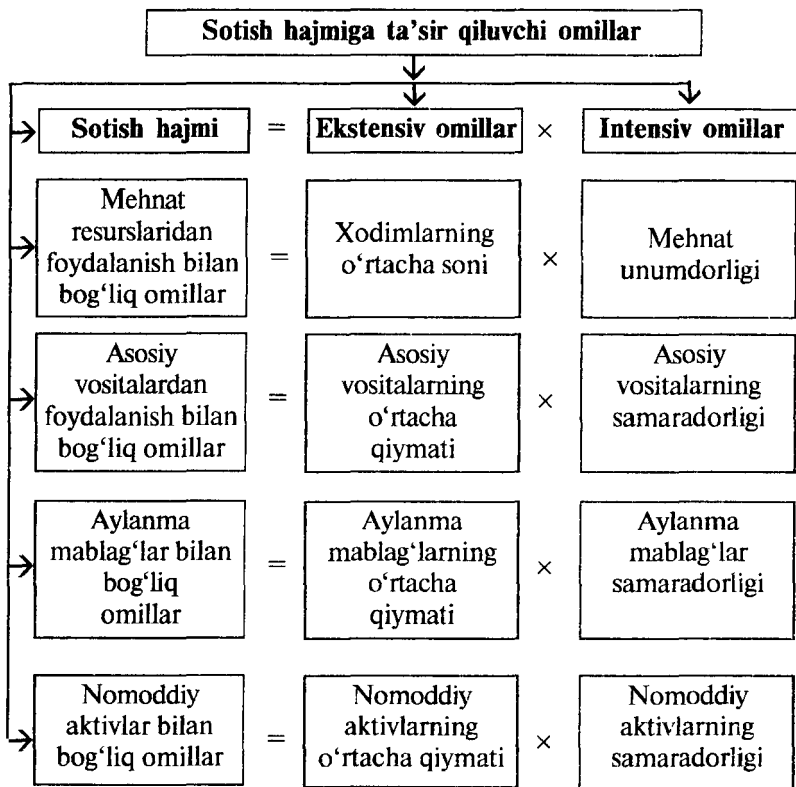 Sotish hajmiga ta’sir qiluvchi omillar
Sotish hajmi = Ekstensiv omillar × Intensiv omillar
Mehnat
resurslaridan
foydalanish bilan
bog‘liq omillar
=
Xodimlarning
o‘rtacha soni
×
Mehnat
unumdorligi
Asosiy
vositalardan
foydalanish bilan
bog‘liq omillar
=
Asosiy
vositalarning
o‘rtacha
qiymati
×
Asosiy
vositalarning
samaradorligi
Aylanma
mablag‘lar bilan
bog‘liq
omillar
=
Aylanma
mablag‘larning
o‘rtacha
qiymati
×
Aylanma
mablag‘lar
samaradorligi
Nomoddiy
aktivlar bilan
bog‘liq omillar
=
Nomoddiy
aktivlarning
o‘rtacha qiymati
×
Nomoddiy
aktivlarning
samaradorligi